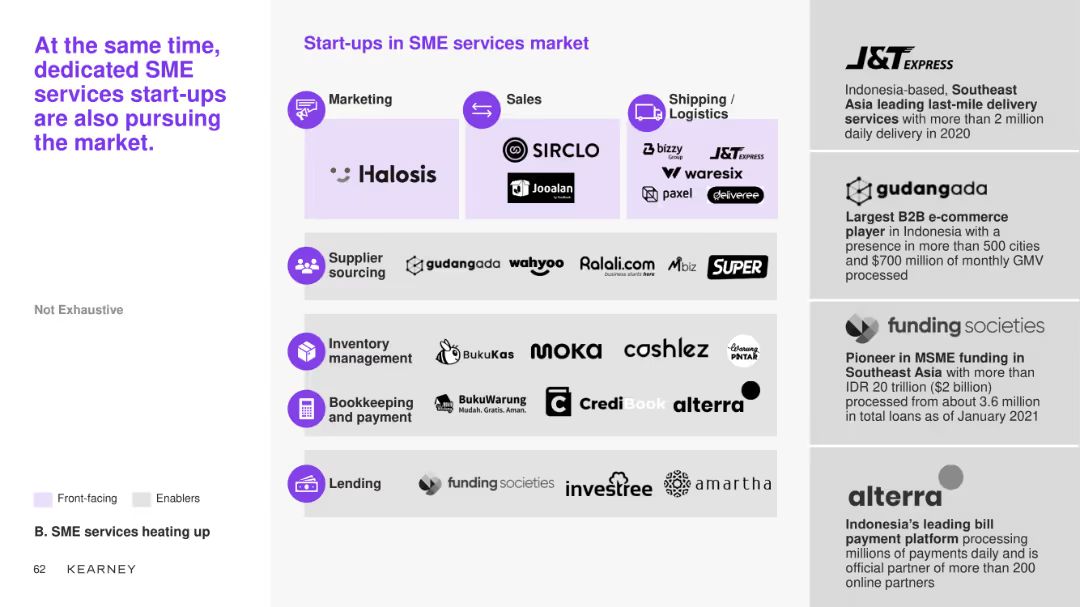 At the same time,
dedicated SME
services start-ups
are also pursuing
the market.
Not Exhaustive
Front-facing
Enablers
B. SME services heating up
62 KEARNEY
Start-ups in SME services market
Marketing
Halosis
Sales
SIRCLO
Jooalan
Shipping /
Logistics
bizzy
Group
J&T EXPRESS
waresix
paxel
deliveree
Supplier
sourcing
gudangada
wahyoo
Ralali.com
business starts here
Mbiz
SUPER
Inventory
management
BukuKas
MOKA
cashlez
Warung
PINTAR
Bookkeeping
and payment
BukuWarung
Mudah. Gratis. Aman.
CrediBook
alterra
Lending
funding societies
investree
amartha
J&T EXPRESS
Indonesia-based, Southeast
Asia leading last-mile delivery
services with more than 2 million
daily delivery in 2020
gudangada
Largest B2B e-commerce
player in Indonesia with a
presence in more than 500 cities
and $700 million of monthly GMV
processed
funding societies
Pioneer in MSME funding in
Southeast Asia with more than
IDR 20 trillion ($2 billion)
processed from about 3.6 million
in total loans as of January 2021
alterra
Indonesia's leading bill
payment platform processing
millions of payments daily and is
official partner of more than 200
online partners